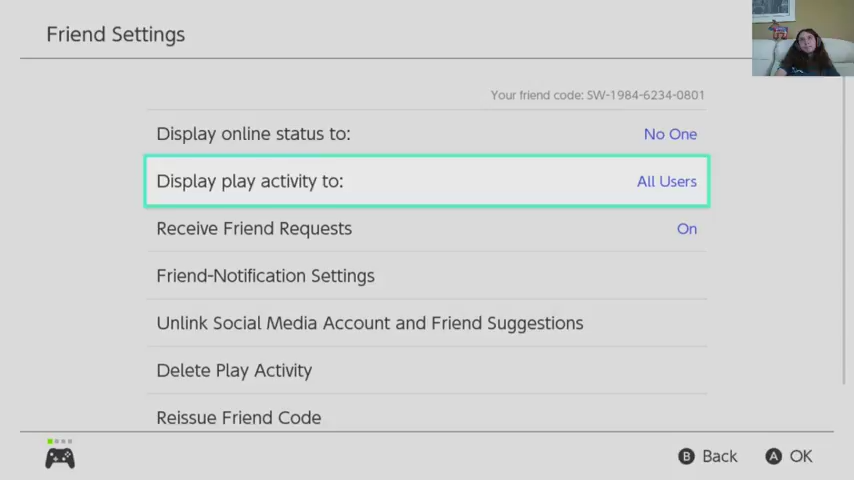 Friend Settings
Your friend code: SW-1984-6234-0801
Display online status to: No One
Display play activity to: All Users
Receive Friend Requests On
Friend-Notification Settings
Unlink Social Media Account and Friend Suggestions
Delete Play Activity
Reissue Friend Code
B Back A OK